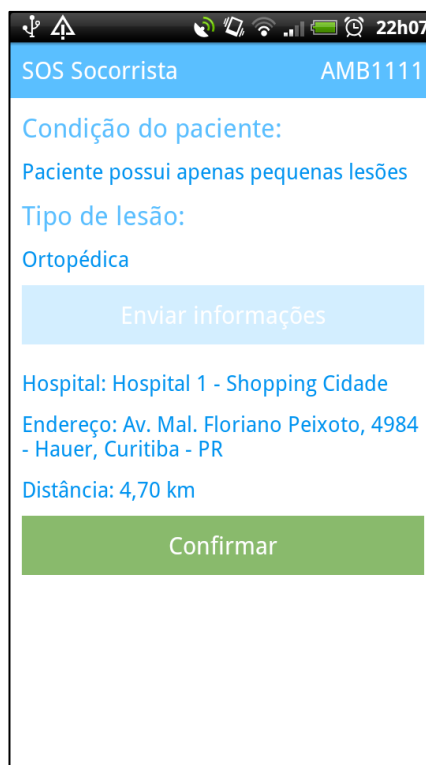 22h07
SOS Socorrista AMB1111
Condição do paciente:
Paciente possui apenas pequenas lesões
Tipo de lesão:
Ortopédica
Enviar informações
Hospital: Hospital 1 - Shopping Cidade
Endereço: Av. Mal. Floriano Peixoto, 4984
- Hauer, Curitiba - PR
Distância: 4,70 km
Confirmar